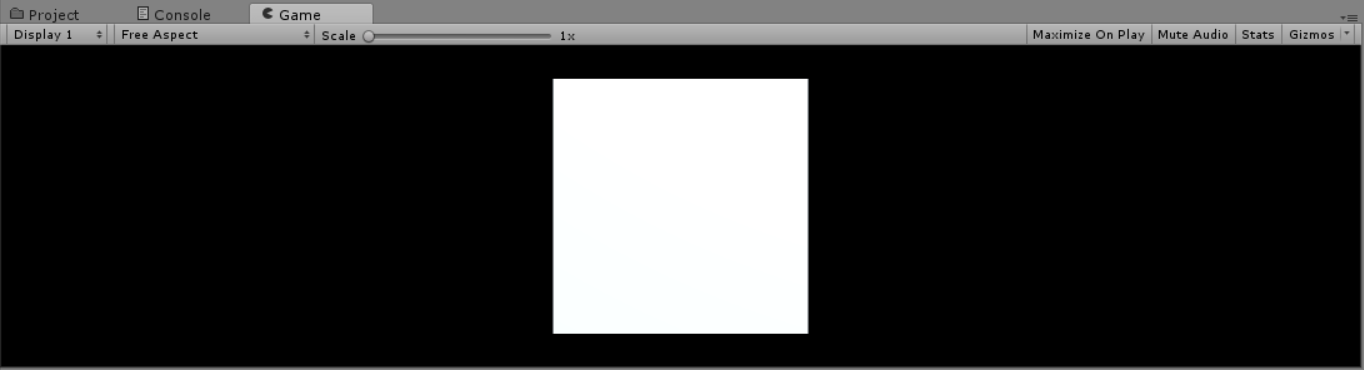 Project Console Game
Display 1 Free Aspect Scale 1x Maximize On Play Mute Audio Stats Gizmos